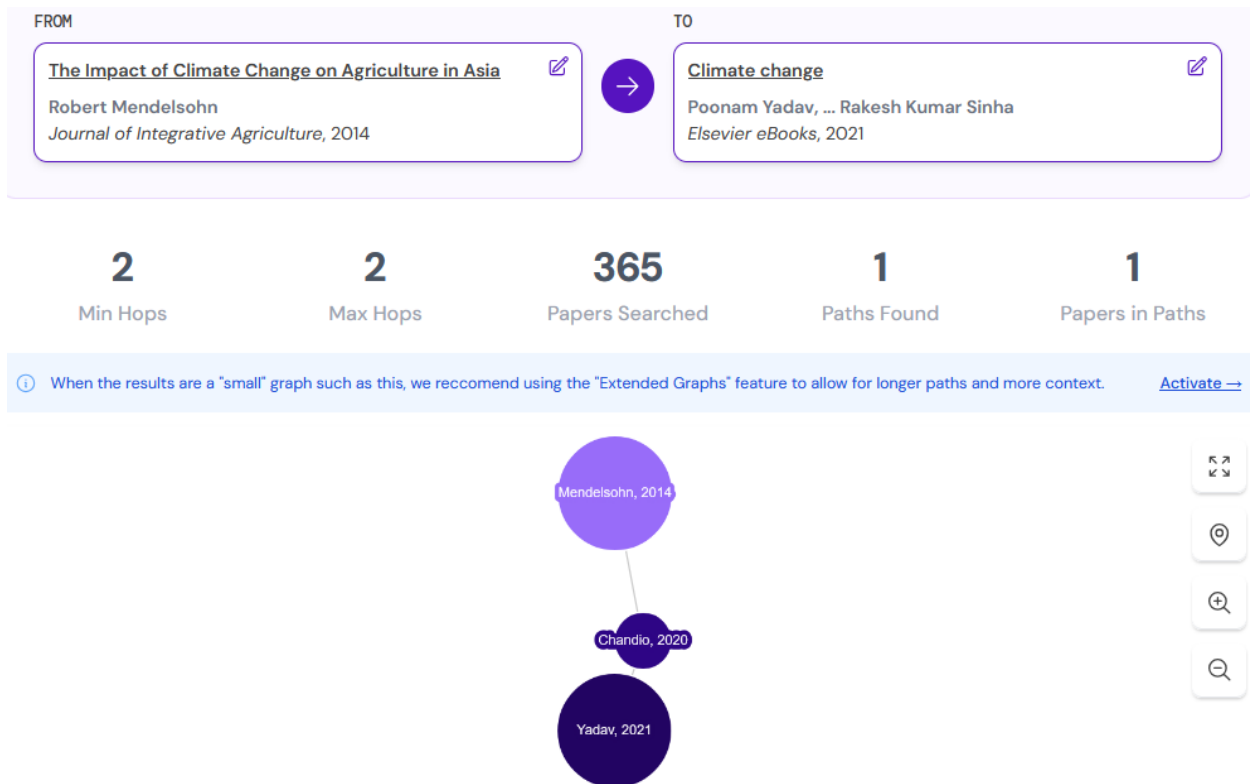 FROM
TO
The Impact of Climate Change on Agriculture in Asia
Robert Mendelsohn
Journal of Integrative Agriculture, 2014
Climate change
Poonam Yadav, ... Rakesh Kumar Sinha
Elsevier eBooks, 2021
2
Min Hops
2
Max Hops
365
Papers Searched
1
Paths Found
1
Papers in Paths
When the results are a "small" graph such as this, we reccomend using the "Extended Graphs" feature to allow for longer paths and more context.
Activate →
Mendelsohn, 2014
Chandio, 2020
Yadav, 2021